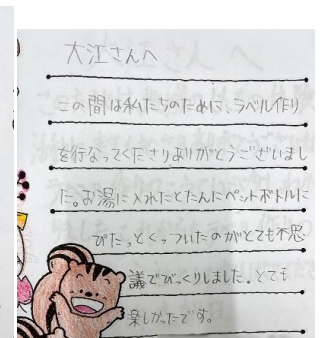 大江さんへ
この間は私たちのために、ラベル作り
を行なってくださりありがとうございまし
た。お湯に入れたとたんにペットボトルに
ぴたっとくっついたのがとても不思
議でびっくりしました。とても
楽しかったです。